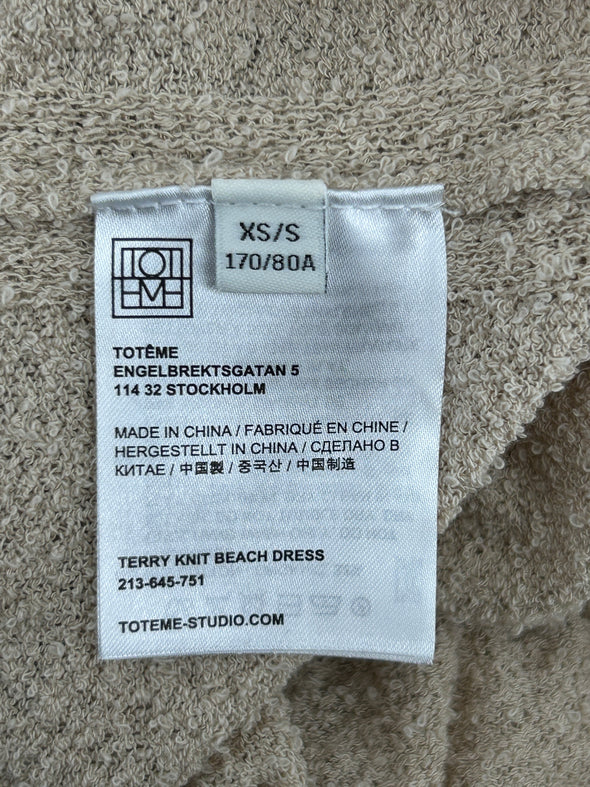 XS/S
170/80A
TOT
EME
TOTÊME
ENGELBREKTSGATAN 5
114 32 STOCKHOLM
MADE IN CHINA / FABRIQUÉ EN CHINE /
HERGESTELLT IN CHINA / СДЕЛАНО В
КИТАЕ / 中国製 / 중국산 / 中国制造
TERRY KNIT BEACH DRESS
213-645-751
TOTEME-STUDIO.COM